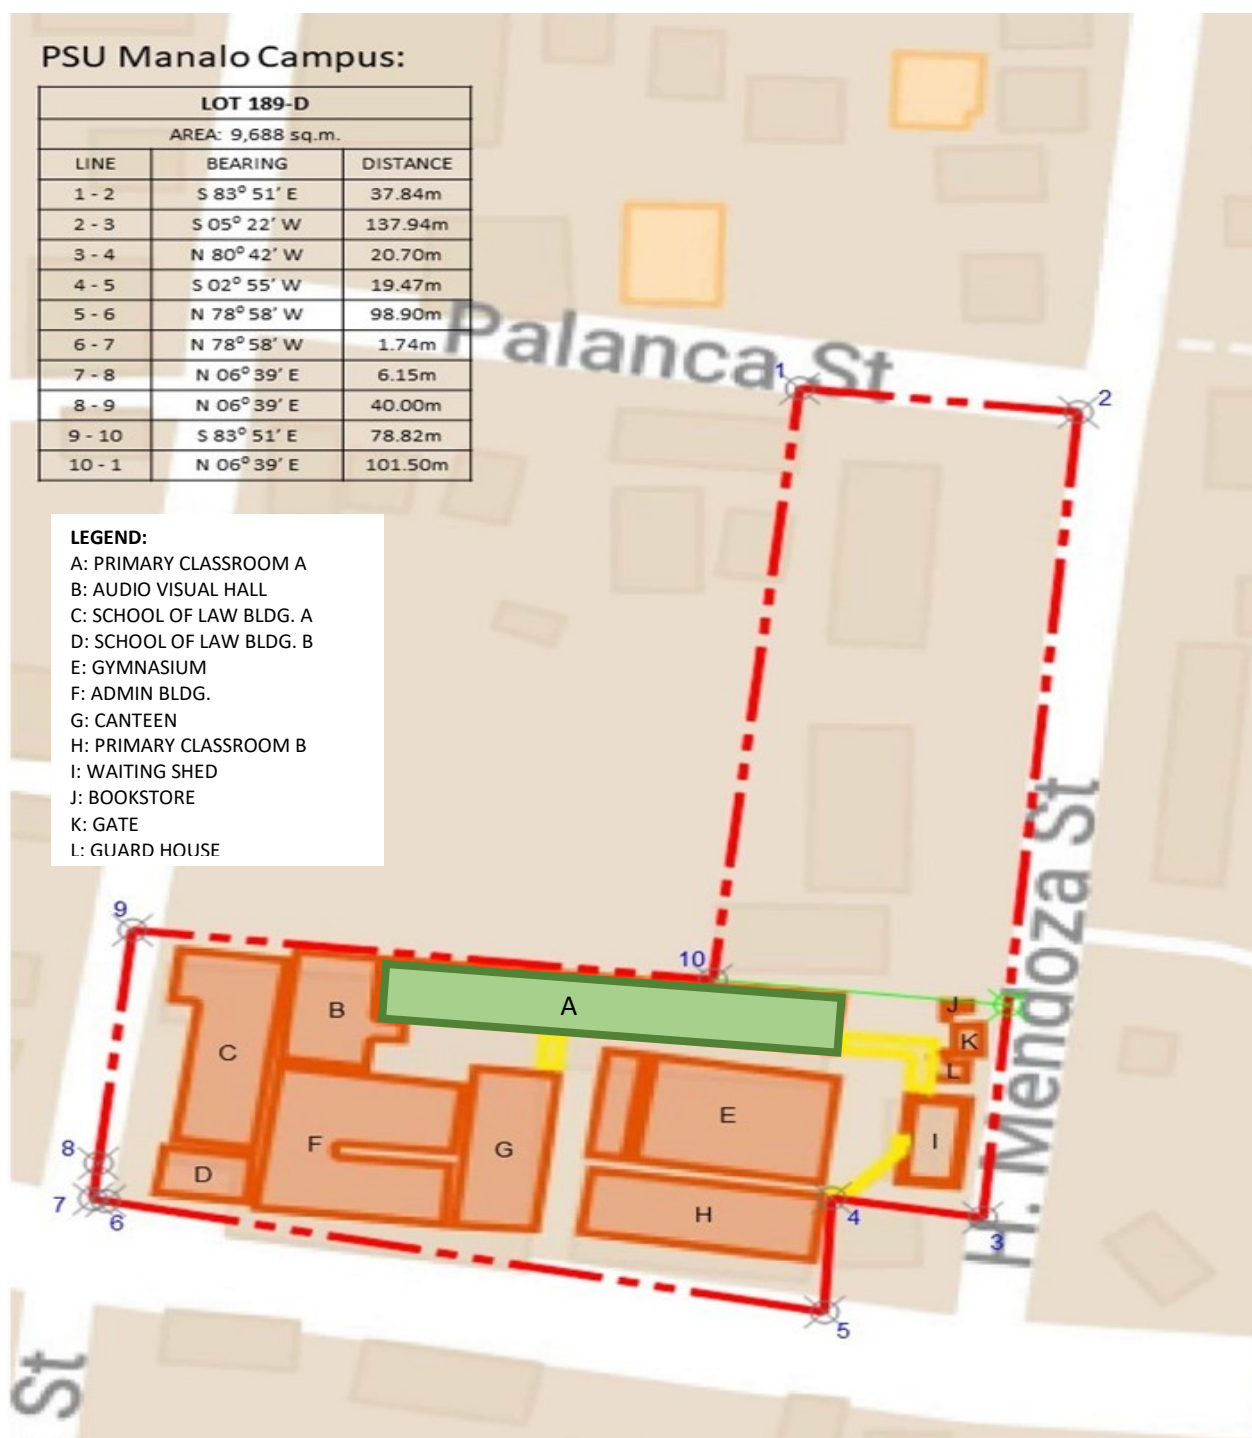 PSU Manalo Campus:
LOT 189-D
AREA: 9,688 sq.m.
LINE BEARING DISTANCE
1 - 2 S 83° 51′ E 37.84m
2 - 3 S 05° 22′ W 137.94m
3 - 4 N 80° 42′ W 20.70m
4 - 5 S 02° 55′ W 19.47m
5 - 6 N 78° 58′ W 98.90m
6 - 7 N 78° 58′ W 1.74m
7 - 8 N 06° 39′ E 6.15m
8 - 9 N 06° 39′ E 40.00m
9 - 10 S 83° 51′ E 78.82m
10 - 1 N 06° 39′ E 101.50m
Palanca St
1
2
LEGEND:
A: PRIMARY CLASSROOM A
B: AUDIO VISUAL HALL
C: SCHOOL OF LAW BLDG. A
D: SCHOOL OF LAW BLDG. B
E: GYMNASIUM
F: ADMIN BLDG.
G: CANTEEN
H: PRIMARY CLASSROOM B
I: WAITING SHED
J: BOOKSTORE
K: GATE
L: GUARD HOUSE
H. Mendoza St
9
10
A
B
J
K
C
L
E
F
G
I
8
D
7
6
H
4
3
5
St